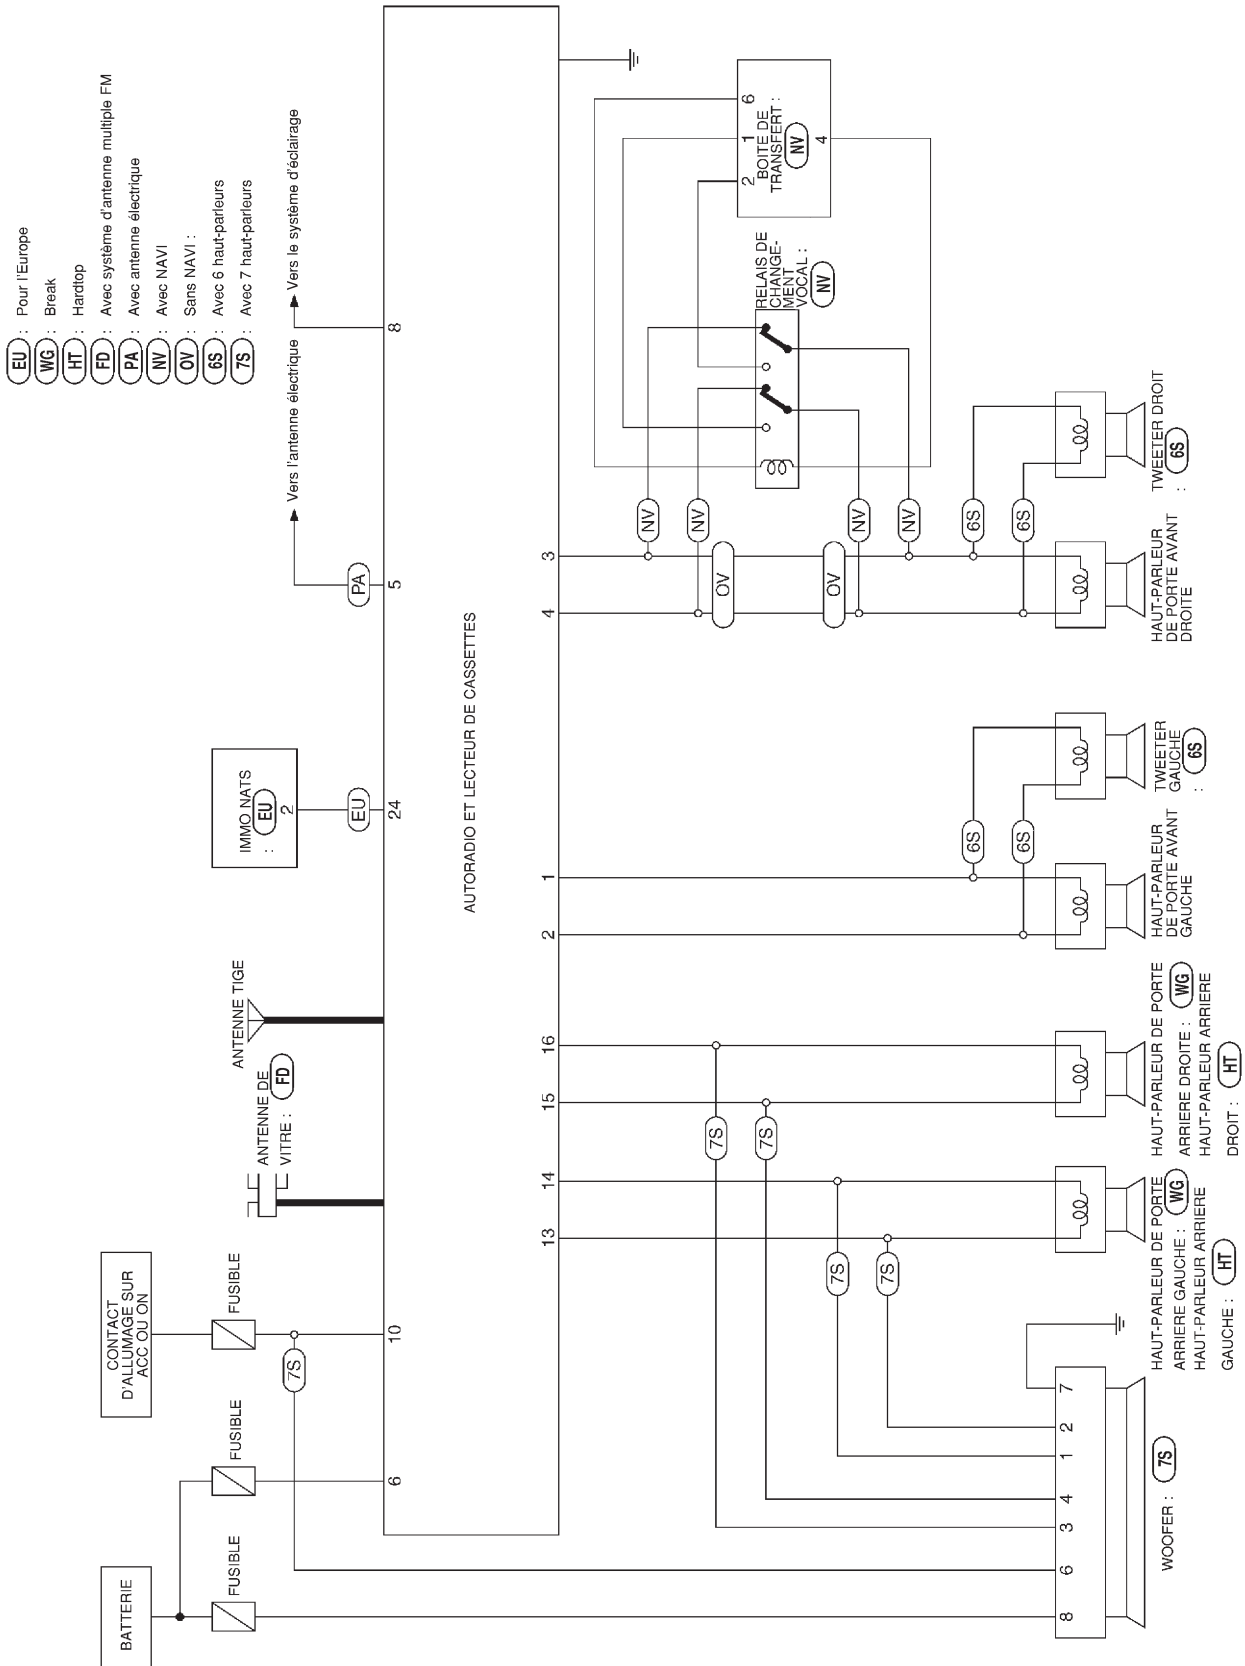 EU : Pour l'Europe
WG : Break
HT : Hardtop
FD : Avec système d'antenne multiple FM
PA : Avec antenne électrique
NV : Avec NAVI
OV : Sans NAVI :
6S : Avec 6 haut-parleurs
7S : Avec 7 haut-parleurs
BATTERIE
CONTACT
D'ALLUMAGE SUR
ACC OU ON
FUSIBLE
FUSIBLE
FUSIBLE
7S
ANTENNE DE
VITRE : FD
ANTENNE TIGE
IMMO NATS
: EU
2
EU
PA
Vers l'antenne électrique
Vers le système d'éclairage
6
10
24
5
8
AUTORADIO ET LECTEUR DE CASSETTES
13
14
15
16
2
1
4
3
7S
7S
7S
7S
NV
NV
OV
OV
NV
NV
RELAIS DE
CHANGE-
MENT
VOCAL :
NV
2
1
6
BOITE DE
TRANSFERT :
NV
4
6S
6S
6S
6S
8
6
3
4
1
2
7
WOOFER : 7S
HAUT-PARLEUR DE PORTE
ARRIERE GAUCHE : WG
HAUT-PARLEUR ARRIERE
GAUCHE : HT
HAUT-PARLEUR DE PORTE
ARRIERE DROITE : WG
HAUT-PARLEUR ARRIERE
DROIT : HT
HAUT-PARLEUR
DE PORTE AVANT
GAUCHE
TWEETER
GAUCHE
: 6S
HAUT-PARLEUR
DE PORTE AVANT
DROITE
TWEETER DROIT
: 6S